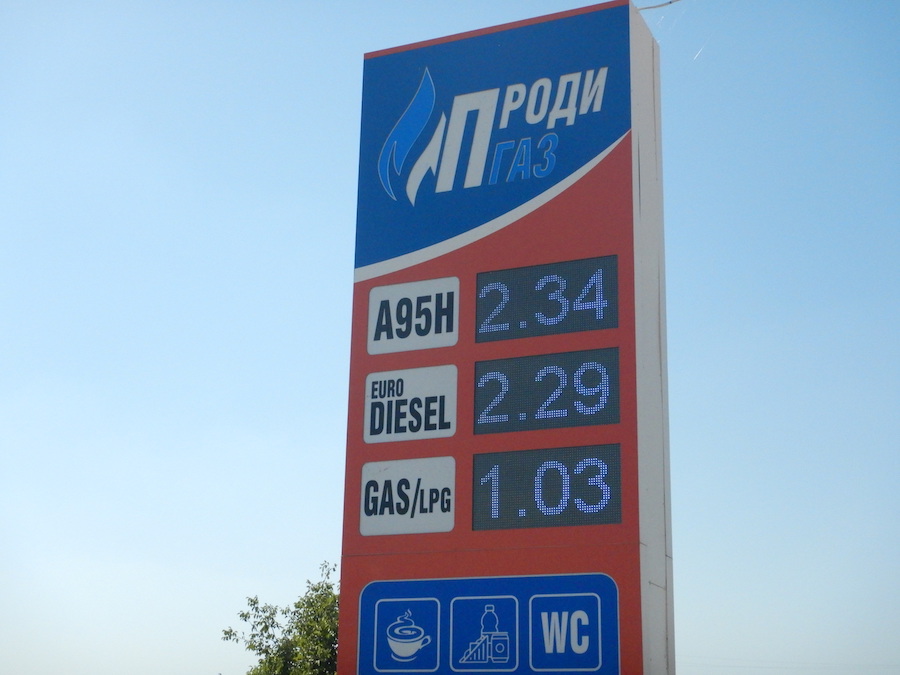 ПРОДИ
ГАЗ
A95H 2.34
EURO
DIESEL 2.29
GAS/LPG 1.03
WC